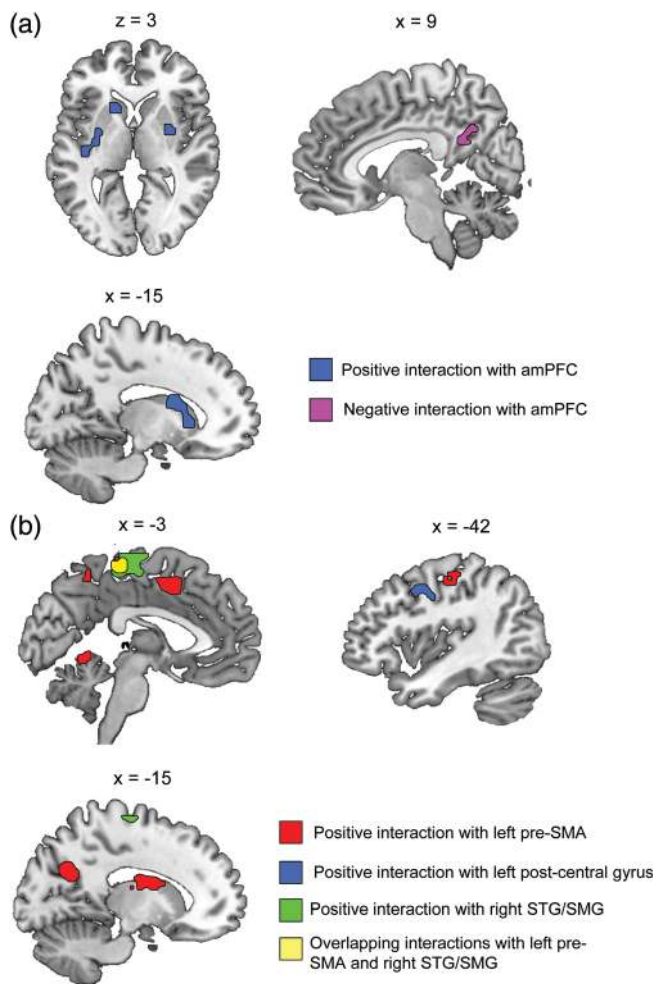 (a)
z = 3
x = 9
x = -15
Positive interaction with amPFC
Negative interaction with amPFC
(b)
x = -3
x = -42
x = -15
Positive interaction with left pre-SMA
Positive interaction with left post-central gyrus
Positive interaction with right STG/SMG
Overlapping interactions with left pre-
SMA and right STG/SMG